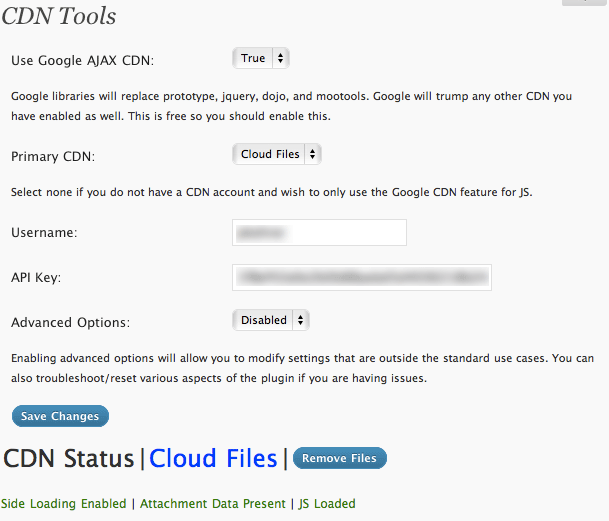 CDN Tools
Use Google AJAX CDN: True
Google libraries will replace prototype, jquery, dojo, and mootools. Google will trump any other CDN you
have enabled as well. This is free so you should enable this.
Primary CDN: Cloud Files
Select none if you do not have a CDN account and wish to only use the Google CDN feature for JS.
Username:
API Key:
Advanced Options: Disabled
Enabling advanced options will allow you to modify settings that are outside the standard use cases. You can
also troubleshoot/reset various aspects of the plugin if you are having issues.
Save Changes
CDN Status|Cloud Files| Remove Files
Side Loading Enabled | Attachment Data Present | JS Loaded